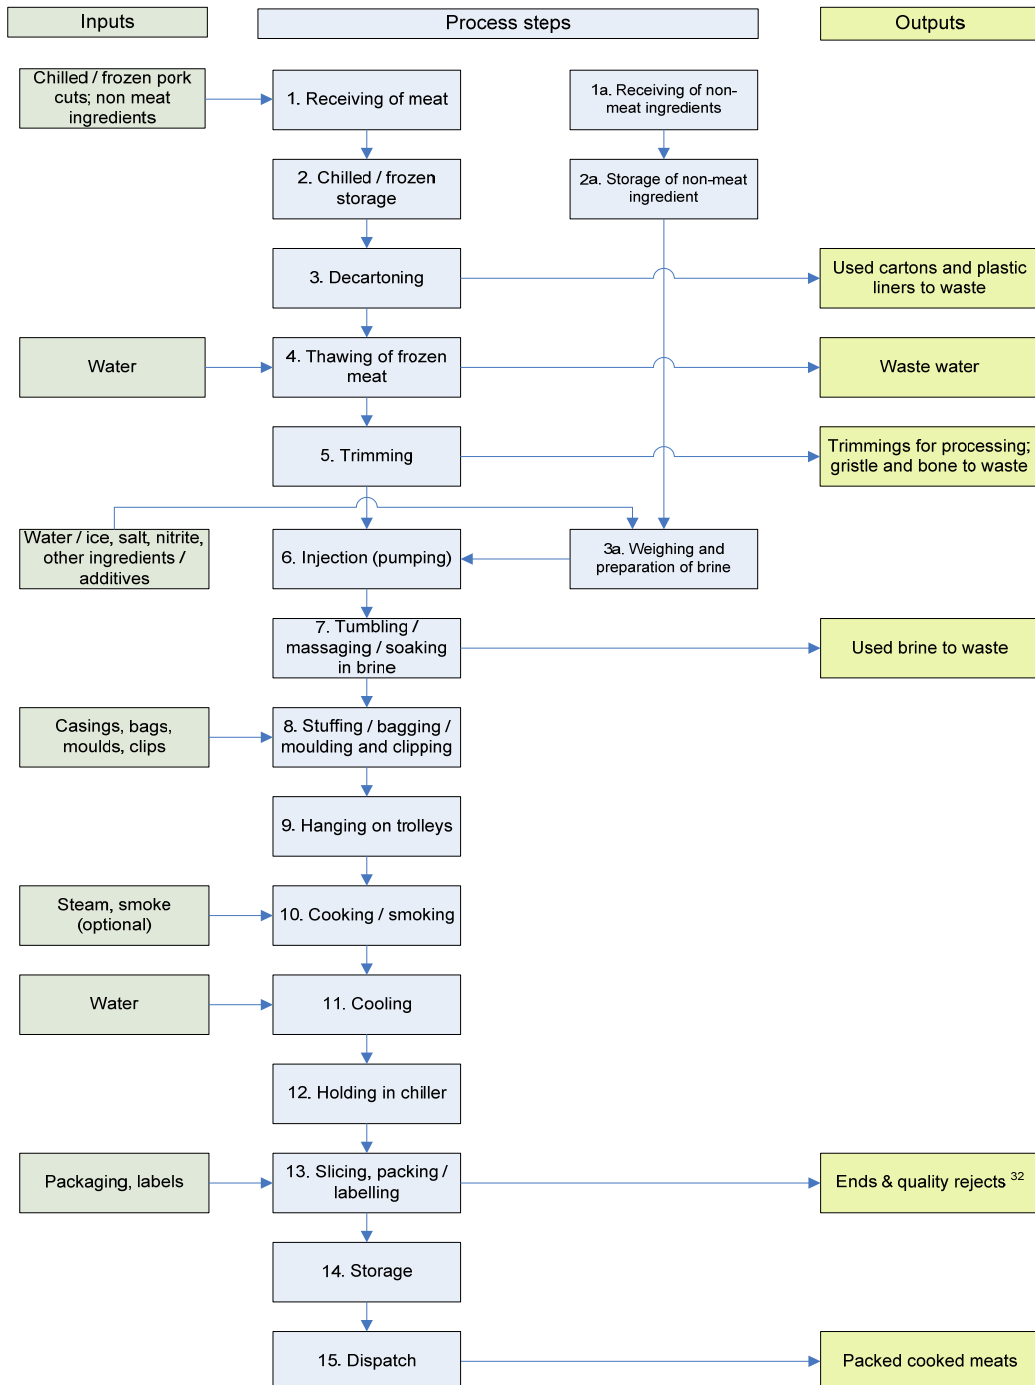 Inputs
Process steps
Outputs
Chilled / frozen pork
cuts; non meat
ingredients
1. Receiving of meat
1a. Receiving of non-
meat ingredients
2. Chilled / frozen
storage
2a. Storage of non-meat
ingredient
3. Decartoning
Used cartons and plastic
liners to waste
Water
4. Thawing of frozen
meat
Waste water
5. Trimming
Trimmings for processing;
gristle and bone to waste
Water / ice, salt, nitrite,
other ingredients /
additives
6. Injection (pumping)
3a. Weighing and
preparation of brine
7. Tumbling /
massaging / soaking
in brine
Used brine to waste
Casings, bags,
moulds, clips
8. Stuffing / bagging /
moulding and clipping
9. Hanging on trolleys
Steam, smoke
(optional)
10. Cooking / smoking
Water
11. Cooling
12. Holding in chiller
Packaging, labels
13. Slicing, packing /
labelling
Ends & quality rejects 32
14. Storage
15. Dispatch
Packed cooked meats